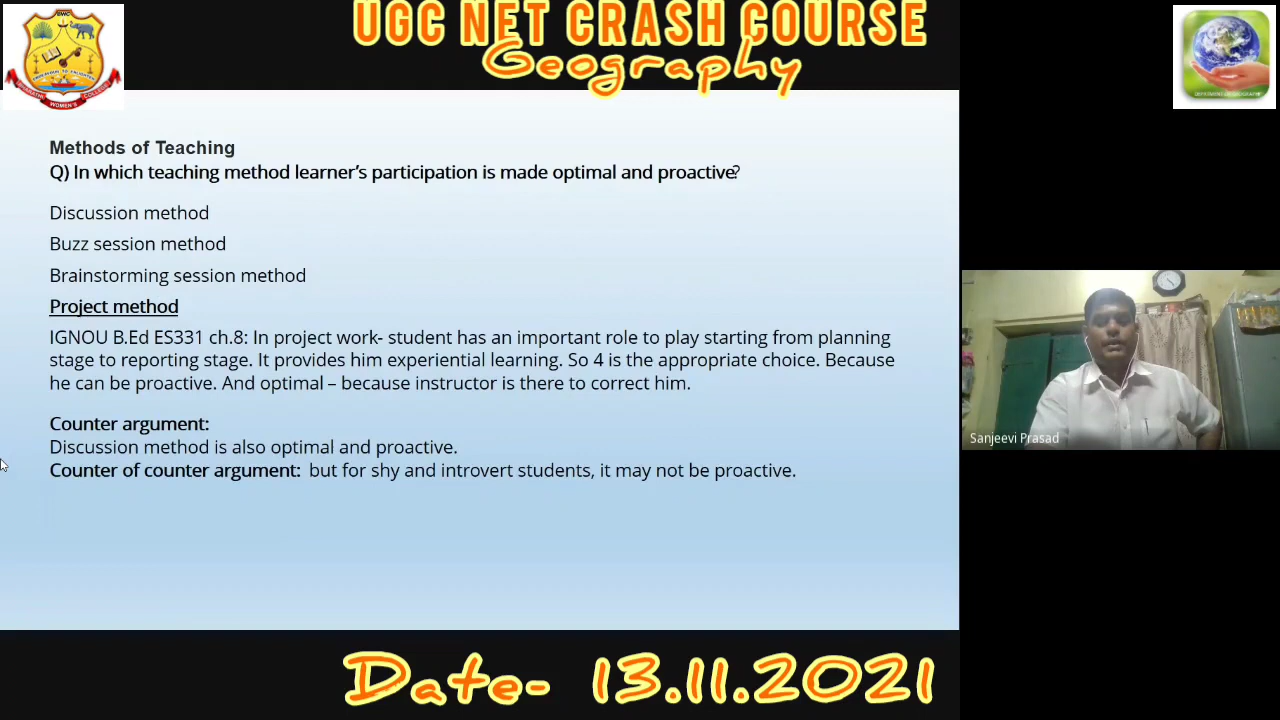 UGC NET CRASH COURSE
Geography
BWC
WOMEN'S
Methods of Teaching
Q) In which teaching method learner's participation is made optimal and proactive?
Discussion method
Buzz session method
Brainstorming session method
Project method
IGNOU B.Ed ES331 ch.8: In project work- student has an important role to play starting from planning
stage to reporting stage. It provides him experiential learning. So 4 is the appropriate choice. Because
he can be proactive. And optimal – because instructor is there to correct him.
Counter argument:
Discussion method is also optimal and proactive.
Counter of counter argument: but for shy and introvert students, it may not be proactive.
Sanjeevi Prasad
Date- 13.11.2021